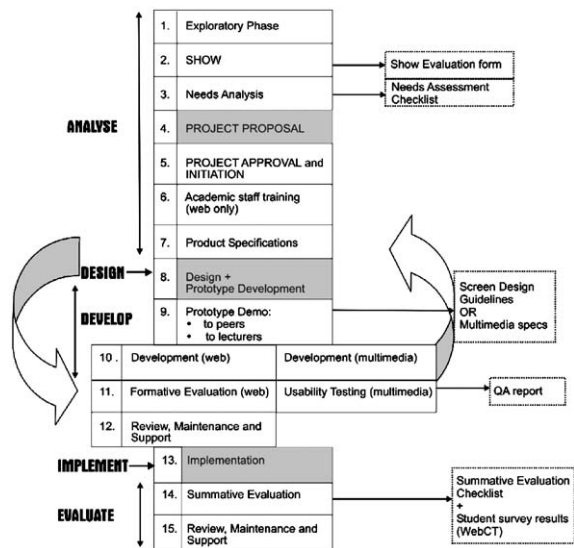 1. Exploratory Phase
2. SHOW
Show Evaluation form
3. Needs Analysis
Needs Assessment
Checklist
ANALYSE
4. PROJECT PROPOSAL
5. PROJECT APPROVAL and
INITIATION
6. Academic staff training
(web only)
7. Product Specifications
DESIGN
8. Design +
Prototype Development
DEVELOP
9. Prototype Demo:
• to peers
• to lecturers
Screen Design
Guidelines
OR
Multimedia specs
10 . Development (web) Development (multimedia)
11. Formative Evaluation (web) Usability Testing (multimedia)
QA report
12. Review, Maintenance and
Support
IMPLEMENT
13. Implementation
14. Summative Evaluation
Summative Evaluation
Checklist
+
Student survey results
(WebCT)
EVALUATE
15. Review, Maintenance and
Support